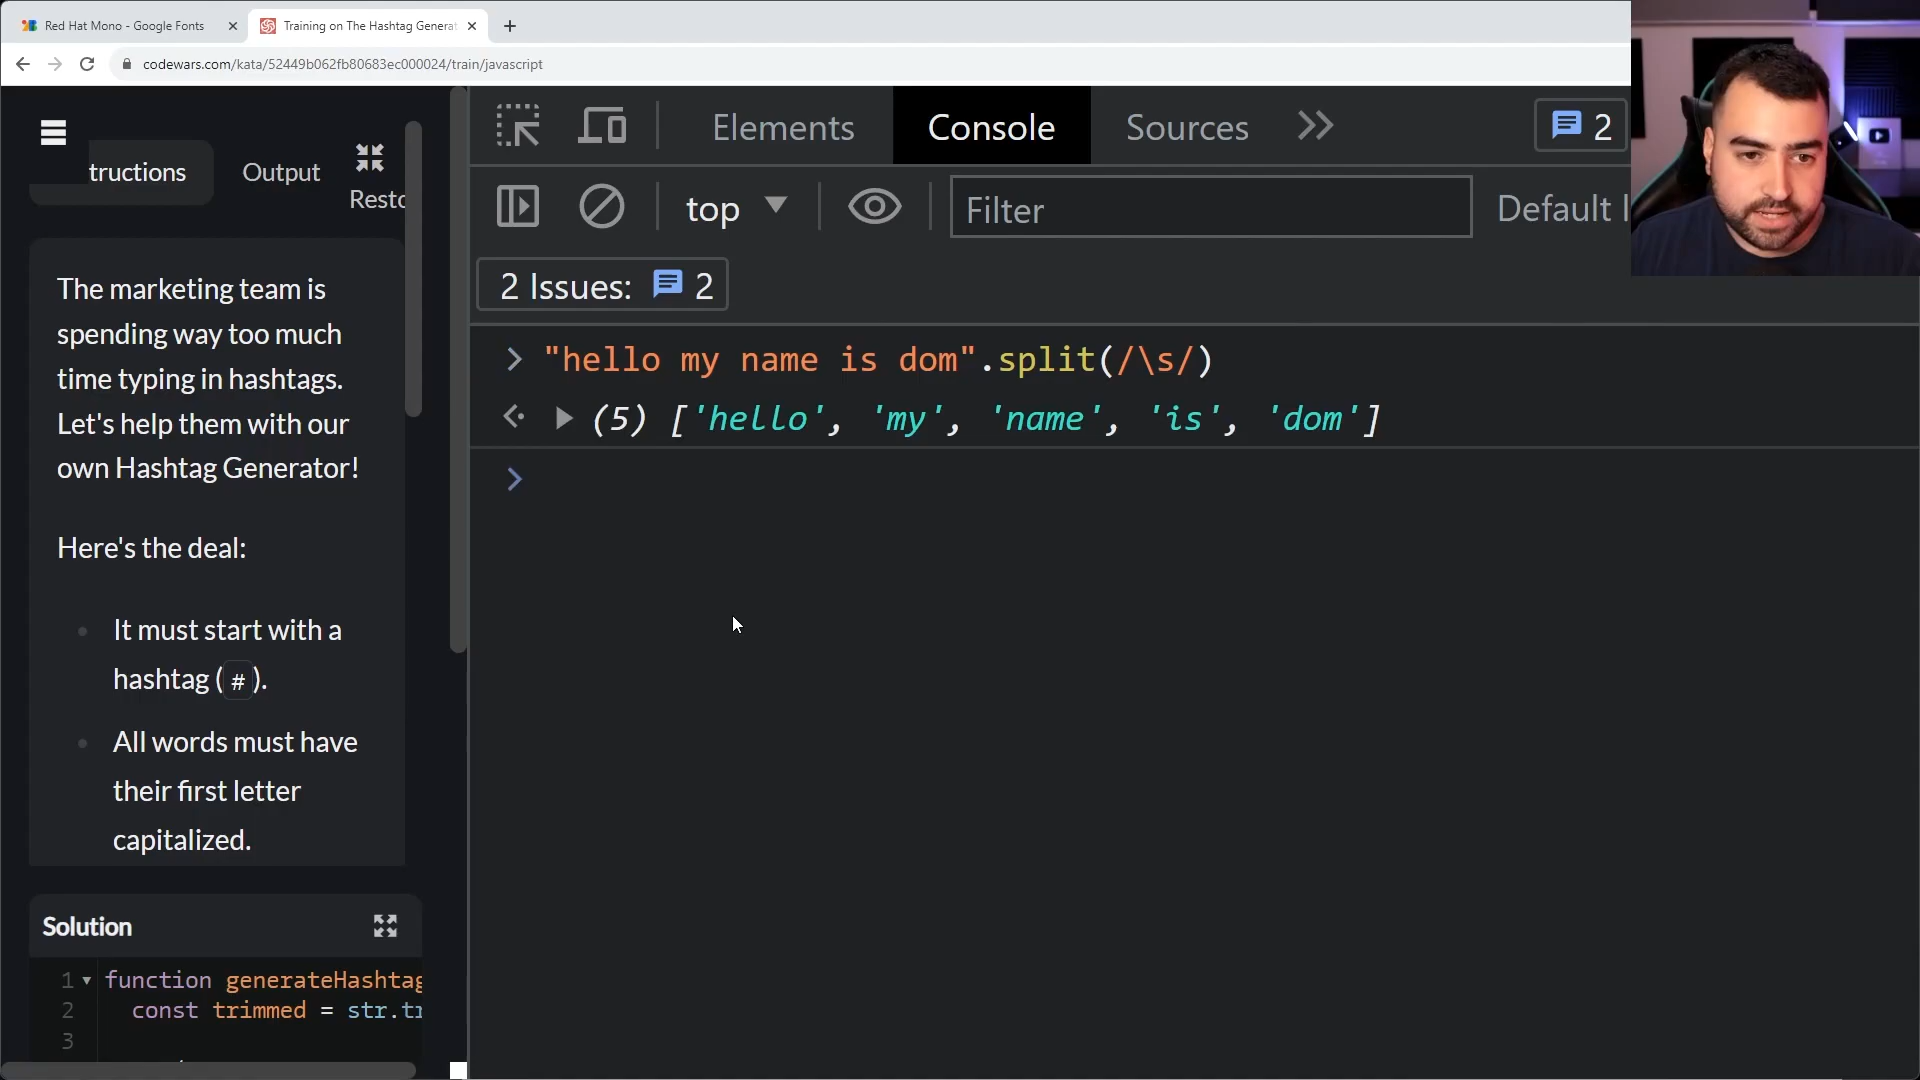 Red Hat Mono - Google Fonts
Training on The Hashtag Generat
codewars.com/kata/52449b062fb80683ec000024/train/javascript
tructions
Output
Resto
The marketing team is
spending way too much
time typing in hashtags.
Let's help them with our
own Hashtag Generator!
Here's the deal:
It must start with a
hashtag ( # ).
All words must have
their first letter
capitalized.
Solution
1 function generateHashtag
2 const trimmed = str.tr
3
Elements
Console
Sources
2
top
Filter
Default l
2 Issues: 2
> "hello my name is dom".split(/\s/)
(5) ['hello', 'my', 'name', 'is', 'dom']
>